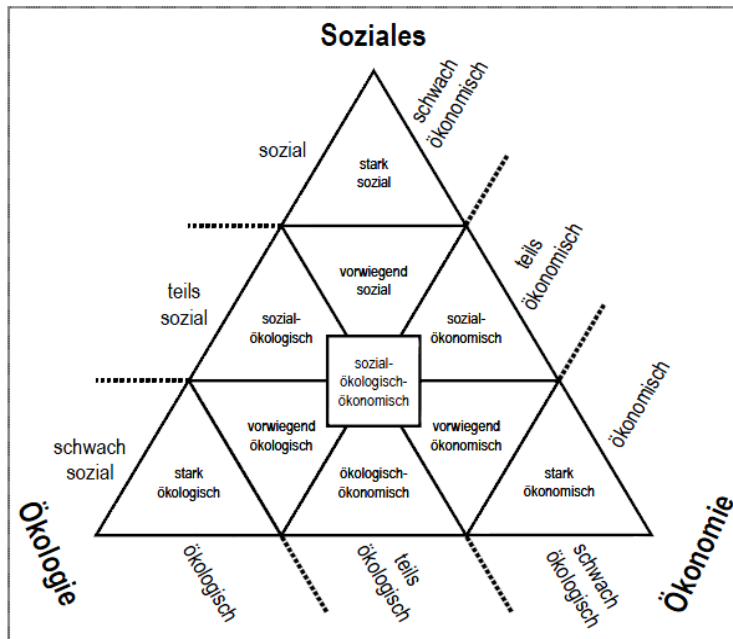 Soziales
schwach
ökonomisch
sozial
stark
sozial
teils
ökonomisch
vorwiegend
sozial
teils
sozial
sozial-
ökologisch
sozial-
ökonomisch
sozial-
ökologisch-
ökonomisch
ökonomisch
schwach
sozial
vorwiegend
ökologisch
vorwiegend
ökonomisch
stark
ökologisch
ökologisch-
ökonomisch
stark
ökonomisch
Ökologie
Ökonomie
ökologisch
teils
ökologisch
schwach
ökologisch